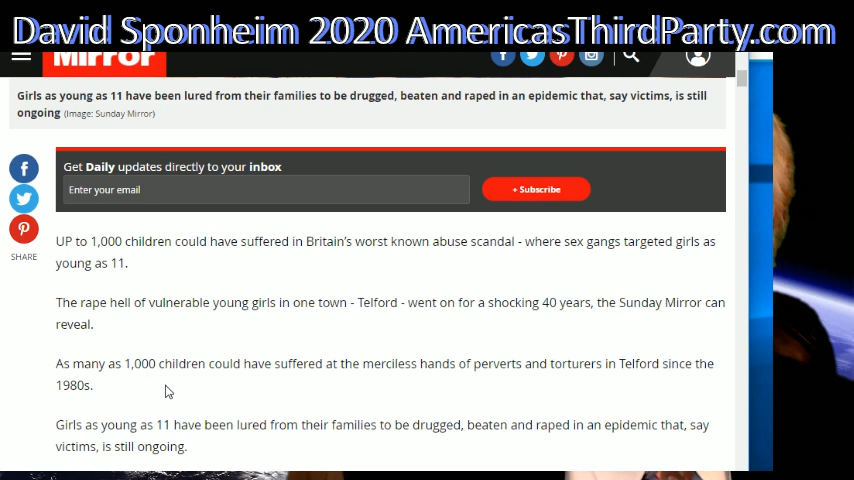 David Sponheim 2020 AmericasThirdParty.com
Mirror
Girls as young as 11 have been lured from their families to be drugged, beaten and raped in an epidemic that, say victims, is still
ongoing (Image: Sunday Mirror)
Get Daily updates directly to your inbox
Enter your email
+ Subscribe
SHARE
UP to 1,000 children could have suffered in Britain's worst known abuse scandal - where sex gangs targeted girls as
young as 11.
The rape hell of vulnerable young girls in one town - Telford - went on for a shocking 40 years, the Sunday Mirror can
reveal.
As many as 1,000 children could have suffered at the merciless hands of perverts and torturers in Telford since the
1980s.
Girls as young as 11 have been lured from their families to be drugged, beaten and raped in an epidemic that, say
victims, is still ongoing.